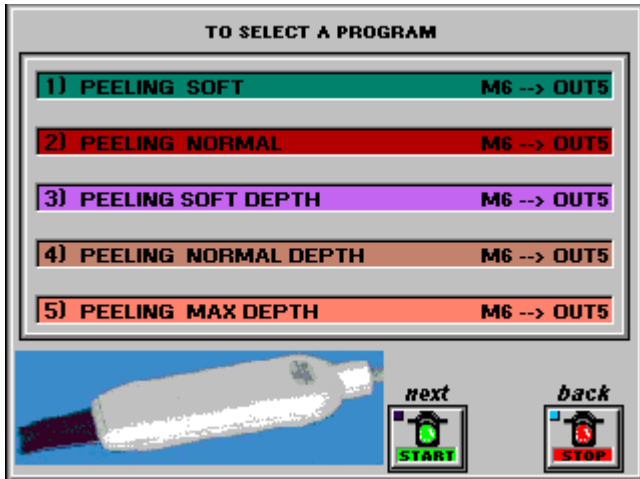 TO SELECT A PROGRAM
1) PEELING SOFT M6 --> OUT5
2) PEELING NORMAL M6 --> OUT5
3) PEELING SOFT DEPTH M6 --> OUT5
4) PEELING NORMAL DEPTH M6 --> OUT5
5) PEELING MAX DEPTH M6 --> OUT5
next back
START STOP